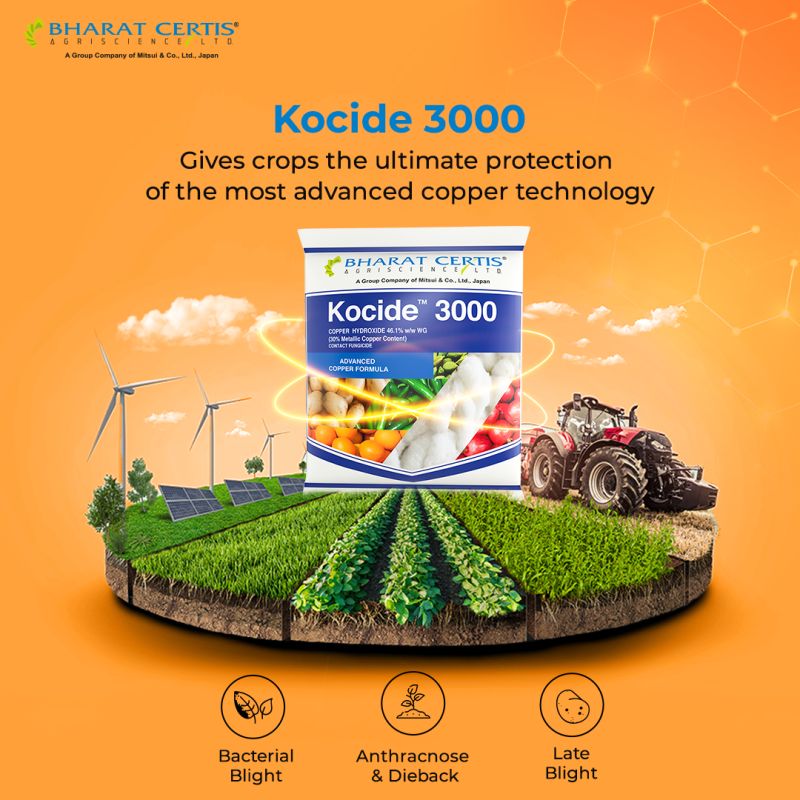 BHARAT CERTIS®
AGRISCIENCE LTD.
A Group Company of Mitsui & Co., Ltd., Japan
Kocide 3000
Gives crops the ultimate protection
of the most advanced copper technology
BHARAT CERTIS®
AGRISCIENCE LTD.
A Group Company of Mitsui & Co., Ltd., Japan
Kocide™ 3000
COPPER HYDROXIDE 46.1% w/w WG
(30% Metallic Copper Content)
CONTACT FUNGICIDE
ADVANCED
COPPER FORMULA
Bacterial
Blight
Anthracnose
& Dieback
Late
Blight